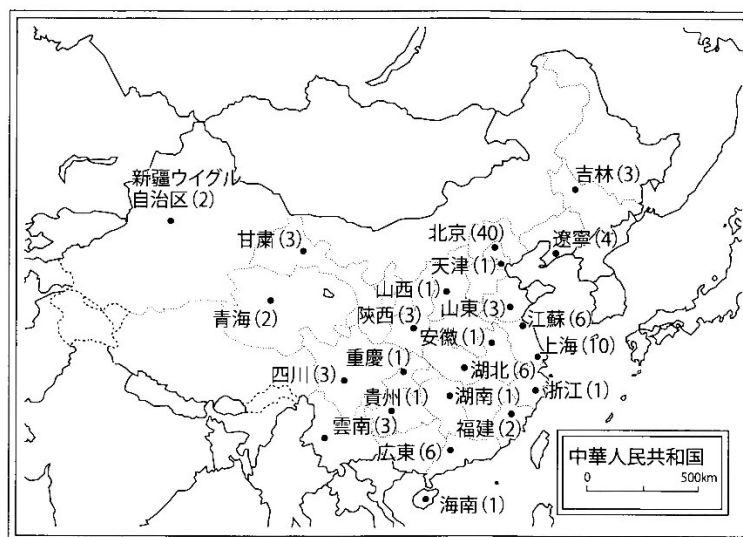 吉林(3)
新疆ウイグル
自治区(2)
北京(40)
遼寧(4)
甘粛(3)
天津(1)
山西(1)
山東(3)
青海(2)
陝西(3)
江蘇(6)
安徽(1)
上海(10)
重慶(1)
湖北(6)
四川(3)
貴州(1)
湖南(1)
浙江(1)
雲南(3)
福建(2)
広東(6)
中華人民共和国
0
500km
海南(1)